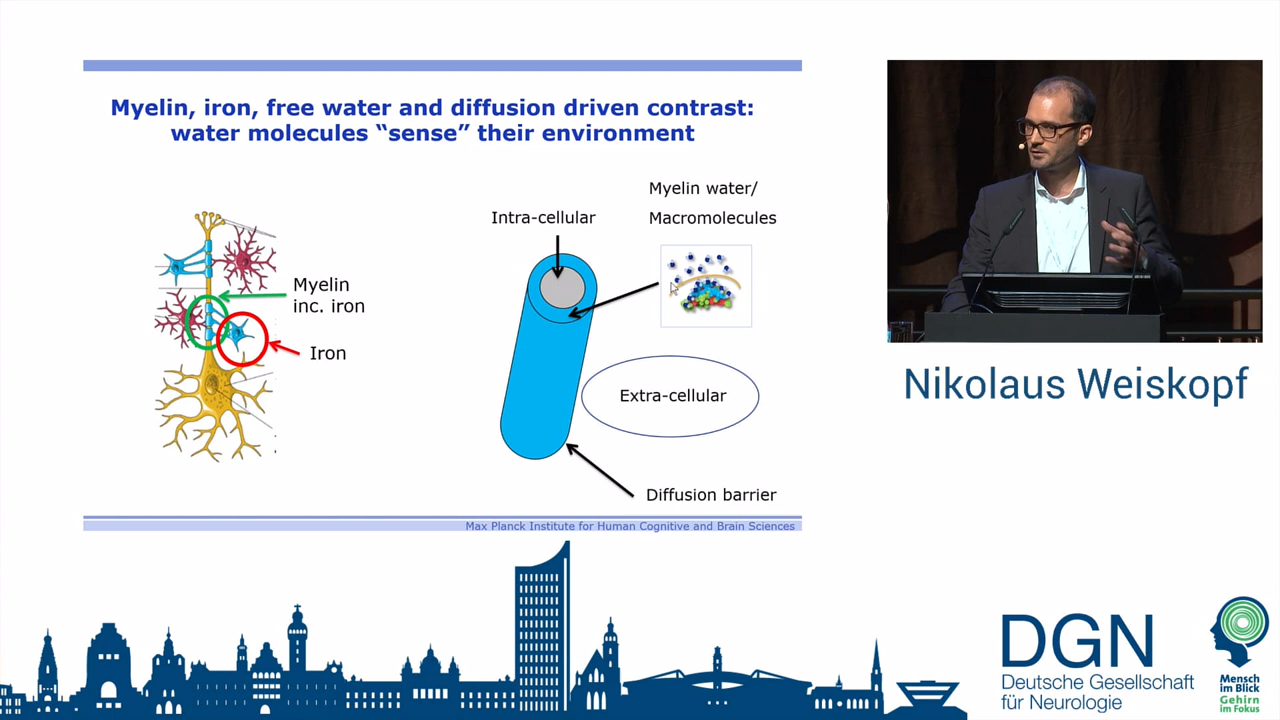 Myelin, iron, free water and diffusion driven contrast:
water molecules “sense” their environment
Myelin
inc. iron
Iron
Intra-cellular
Myelin water/
Macromolecules
Extra-cellular
Diffusion barrier
Max Planck Institute for Human Cognitive and Brain Sciences
Nikolaus Weiskopf
DGN
Deutsche Gesellschaft
für Neurologie
Mensch
im Blick
Gehirn
im Fokus